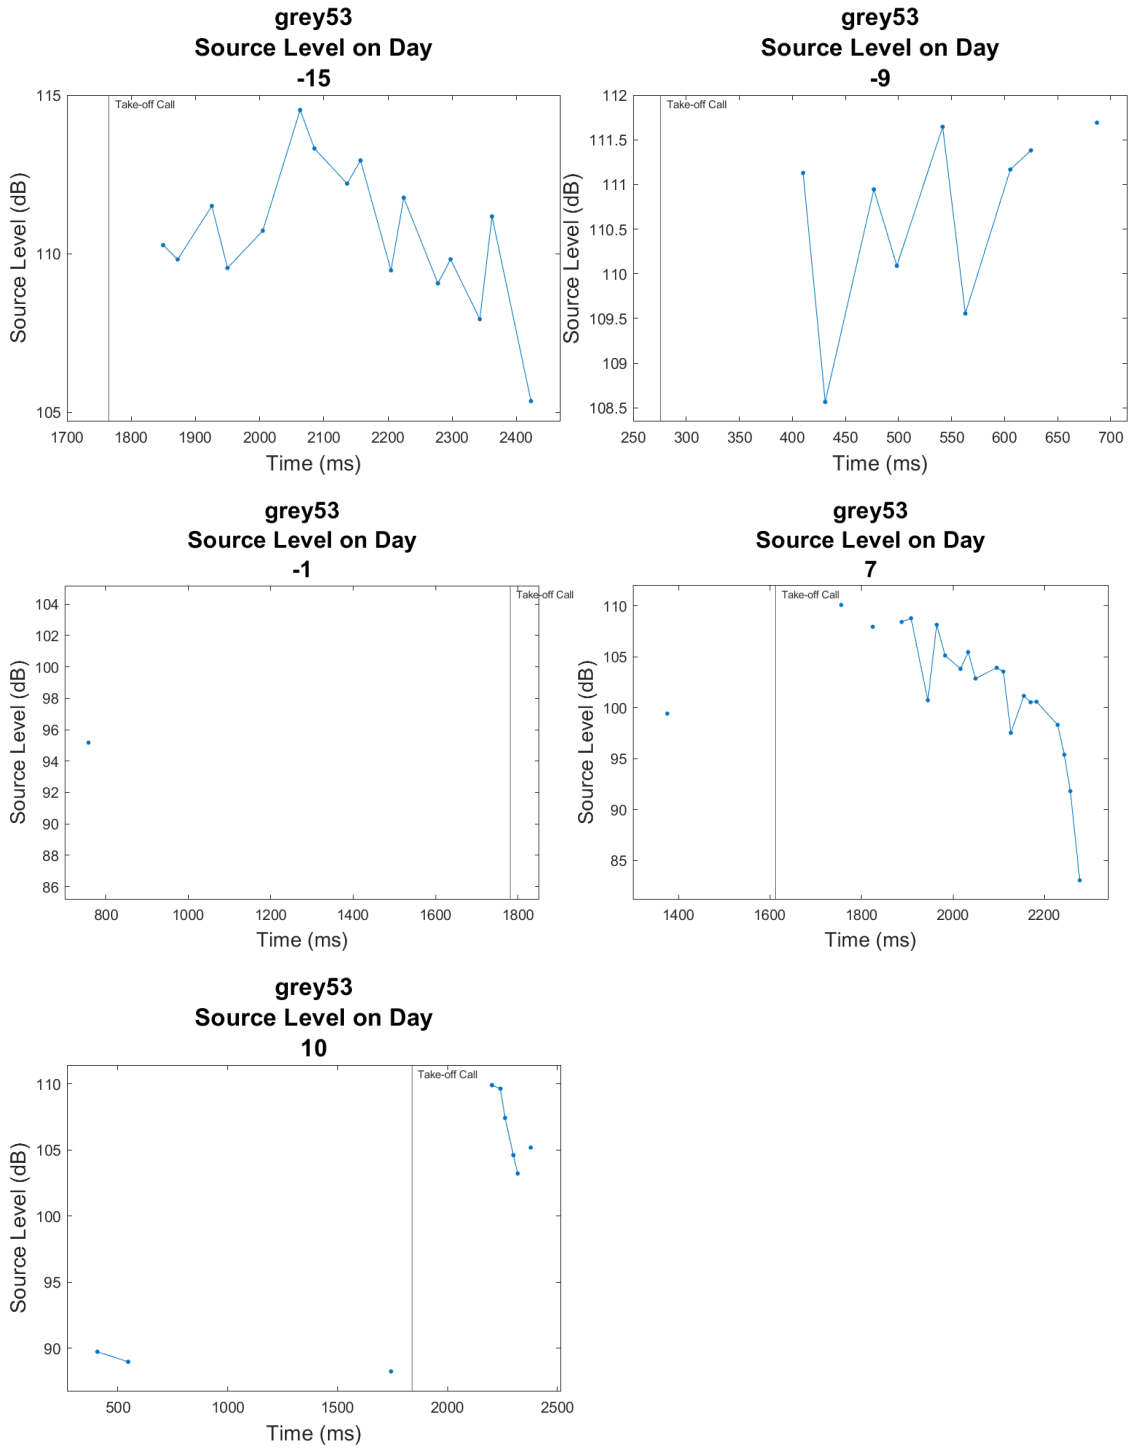 grey53
Source Level on Day
-15
Take-off Call
115
110
105
Source Level (dB)
1700 1800 1900 2000 2100 2200 2300 2400
Time (ms)
grey53
Source Level on Day
-9
Take-off Call
112
111.5
111
110.5
110
109.5
109
108.5
Source Level (dB)
250 300 350 400 450 500 550 600 650 700
Time (ms)
grey53
Source Level on Day
-1
Take-off Call
104
102
100
98
96
94
92
90
88
86
Source Level (dB)
800 1000 1200 1400 1600 1800
Time (ms)
grey53
Source Level on Day
7
Take-off Call
110
105
100
95
90
85
Source Level (dB)
1400 1600 1800 2000 2200
Time (ms)
grey53
Source Level on Day
10
Take-off Call
110
105
100
95
90
Source Level (dB)
500 1000 1500 2000 2500
Time (ms)